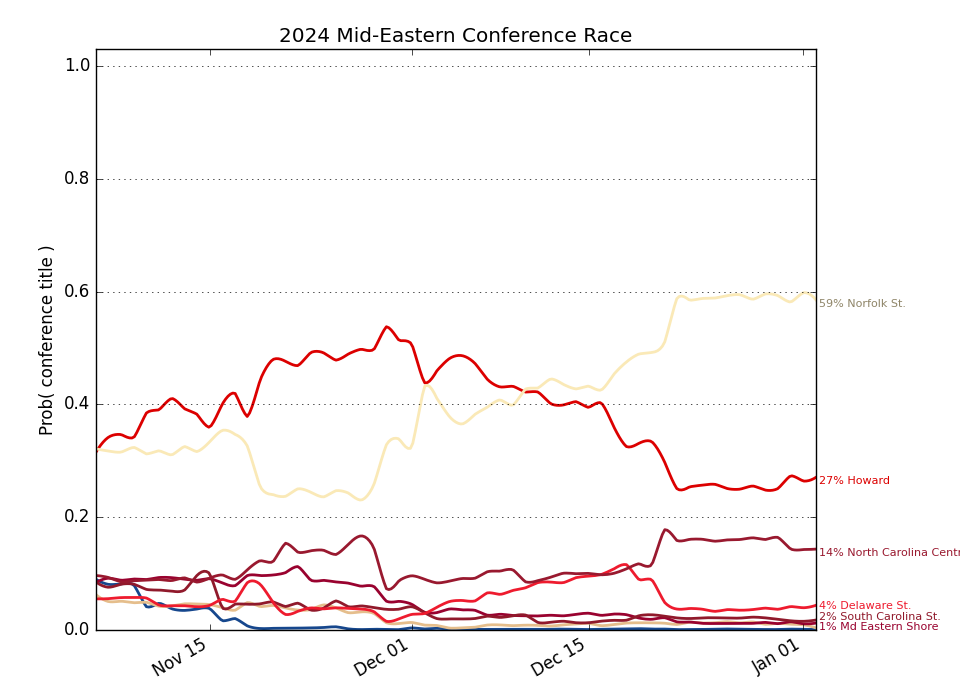 2024 Mid-Eastern Conference Race
Prob( conference title )
1.0
0.8
0.6
0.4
0.2
0.0
Nov 15
Dec 01
Dec 15
Jan 01
59% Norfolk St.
27% Howard
14% North Carolina Centr
4% Delaware St.
2% South Carolina St.
1% Md Eastern Shore